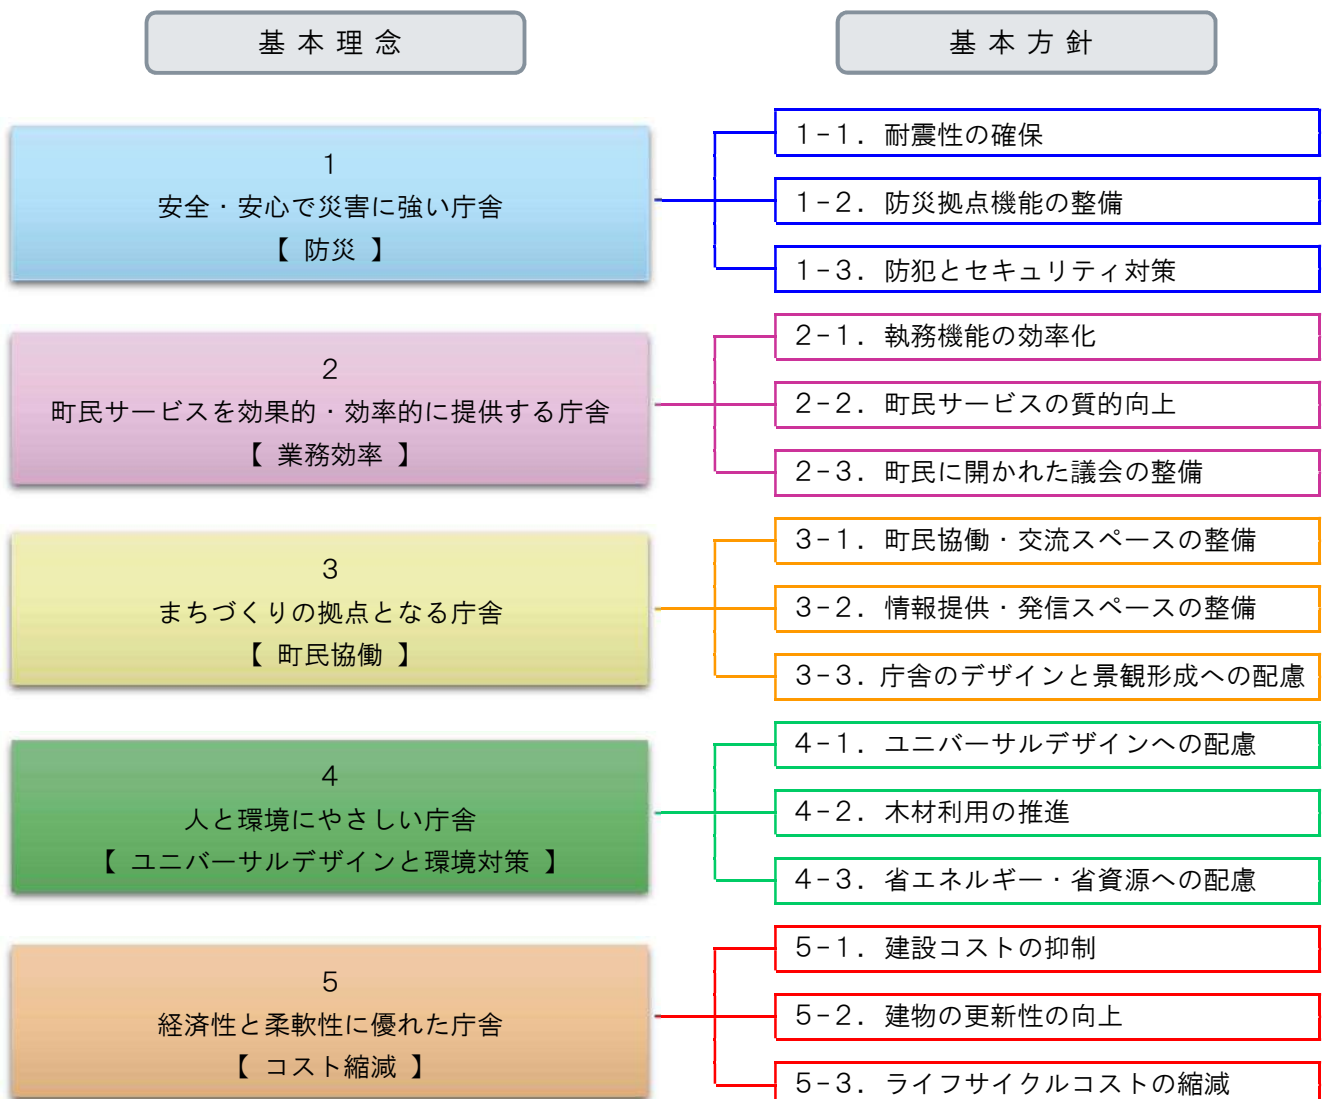 基本理念
基本方針
1
安全・安心で災害に強い庁舎
【 防災 】
1-1. 耐震性の確保
1-2. 防災拠点機能の整備
1-3. 防犯とセキュリティ対策
2
町民サービスを効果的・効率的に提供する庁舎
【 業務効率 】
2-1. 執務機能の効率化
2-2. 町民サービスの質的向上
2-3. 町民に開かれた議会の整備
3
まちづくりの拠点となる庁舎
【 町民協働 】
3-1. 町民協働・交流スペースの整備
3-2. 情報提供・発信スペースの整備
3-3. 庁舎のデザインと景観形成への配慮
4
人と環境にやさしい庁舎
【 ユニバーサルデザインと環境対策 】
4-1. ユニバーサルデザインへの配慮
4-2. 木材利用の推進
4-3. 省エネルギー・省資源への配慮
5
経済性と柔軟性に優れた庁舎
【 コスト縮減 】
5-1. 建設コストの抑制
5-2. 建物の更新性の向上
5-3. ライフサイクルコストの縮減